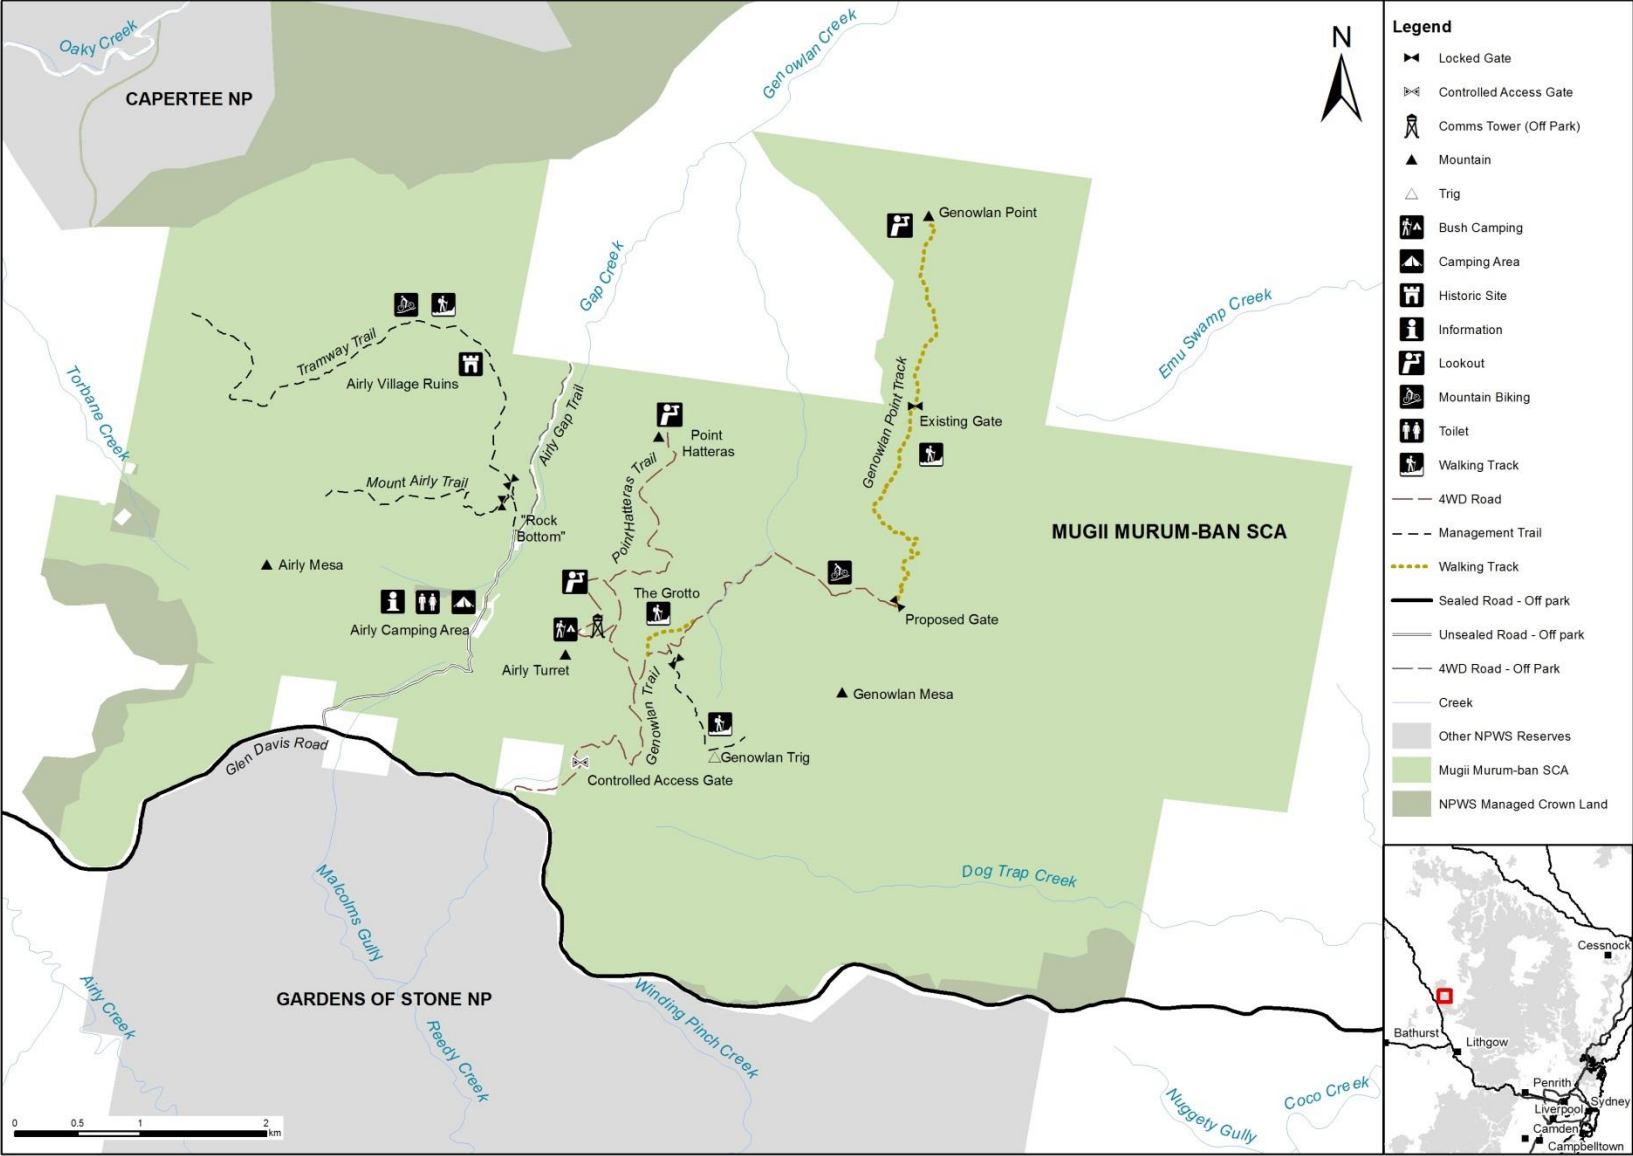 Oaky Creek
CAPERTEE NP
Genowlan Creek
N
Genowlan Point
Gap Creek
Emu Swamp Creek
Tramway Trail
Airly Village Ruins
Torbane Creek
Airly Gap Trail
Genowlan Point Track
Existing Gate
Point
Hatteras
Point Hatteras Trail
Mount Airly Trail
"Rock
Bottom"
MUGII MURUM-BAN SCA
Airly Mesa
The Grotto
Proposed Gate
Airly Camping Area
Airly Turret
Genowlan Mesa
Genowlan Trail
Genowlan Trig
Glen Davis Road
Controlled Access Gate
Dog Trap Creek
Malcolms Gully
GARDENS OF STONE NP
Airly Creek
Reedy Creek
Winding Pinch Creek
Nuggety Gully
Coco Creek
0 0.5 1 2
km
Legend
Locked Gate
Controlled Access Gate
Comms Tower (Off Park)
Mountain
Trig
Bush Camping
Camping Area
Historic Site
Information
Lookout
Mountain Biking
Toilet
Walking Track
4WD Road
Management Trail
Walking Track
Sealed Road - Off park
Unsealed Road - Off park
4WD Road - Off Park
Creek
Other NPWS Reserves
Mugii Murum-ban SCA
NPWS Managed Crown Land
Cessnock
Bathurst
Lithgow
Penrith
Sydney
Liverpool
Camden
Campbelltown